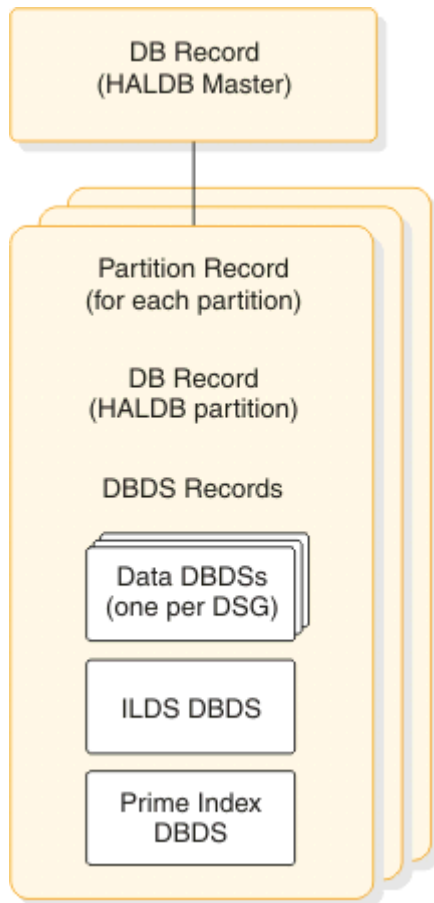 DB Record
(HALDB Master)
Partition Record
(for each partition)
DB Record
(HALDB partition)
DBDS Records
Data DBDSs
(one per DSG)
ILDS DBDS
Prime Index
DBDS